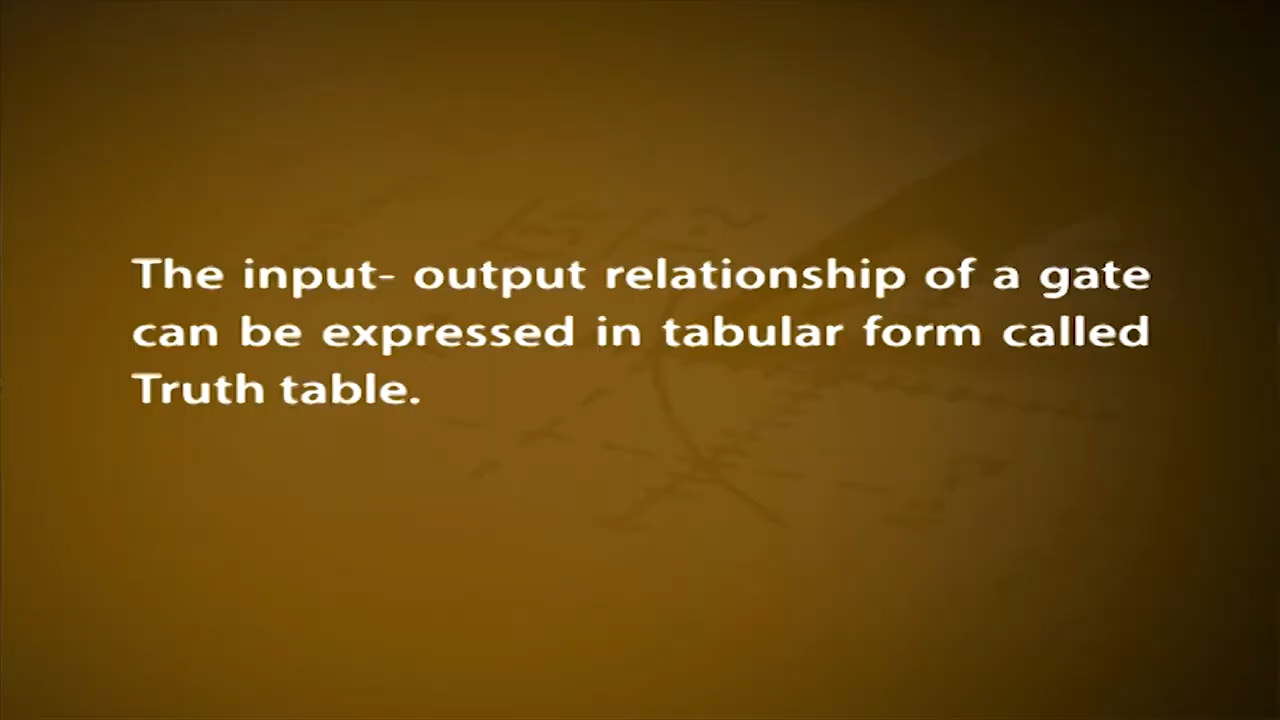 The input- output relationship of a gate
can be expressed in tabular form called
Truth table.